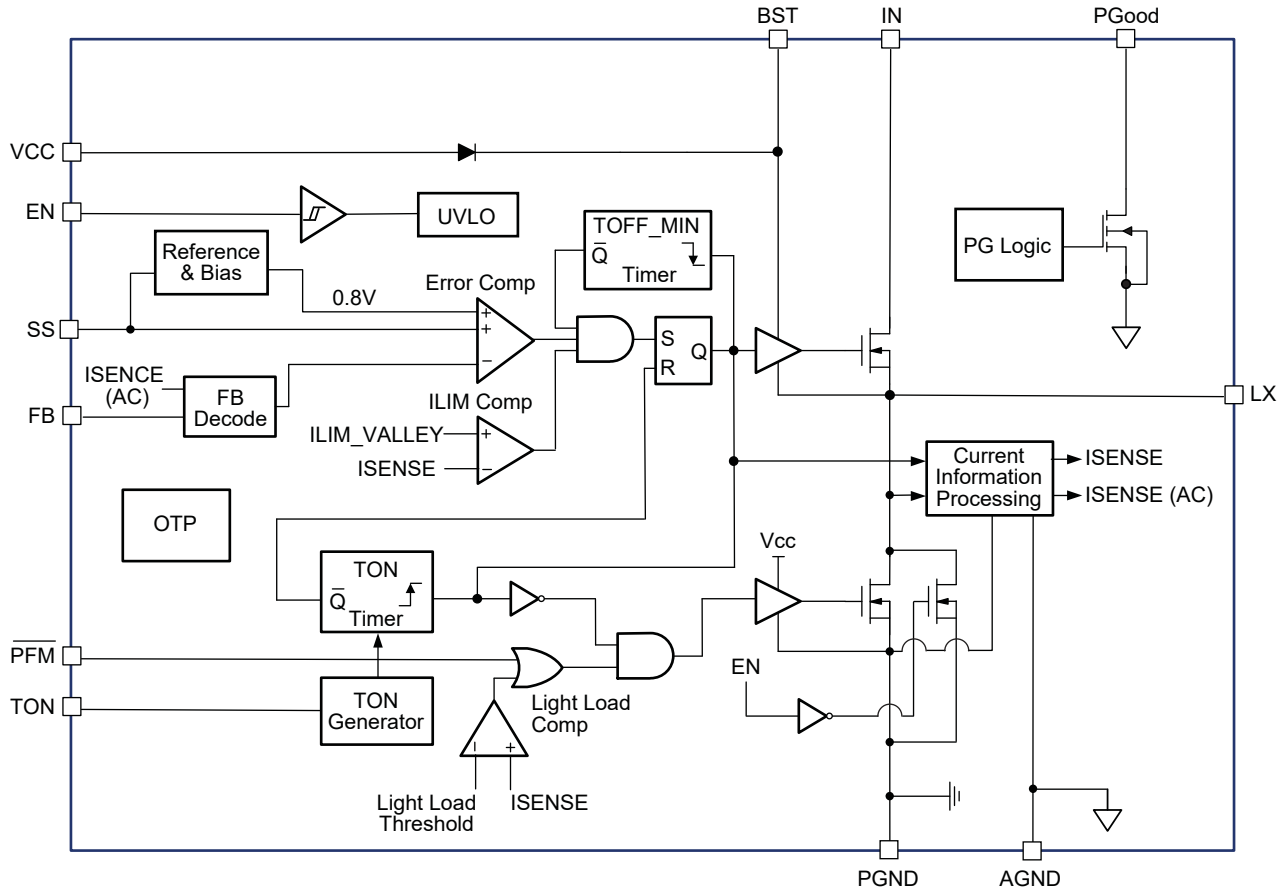 BST
IN
PGood
VCC
EN
UVLO
TOFF_MIN
Q̅
Timer
PG Logic
Reference
& Bias
Error Comp
0.8V
+
+
−
SS
S
R
Q
ISENCE
(AC)
FB
Decode
FB
ILIM Comp
ILIM_VALLEY
+
ISENSE
−
LX
Current
Information
Processing
ISENSE
ISENSE (AC)
OTP
Vcc
TON
Q̅
Timer
P̅F̅M̅
EN
TON
TON
Generator
Light Load
Comp
−
+
Light Load
Threshold
ISENSE
PGND
AGND